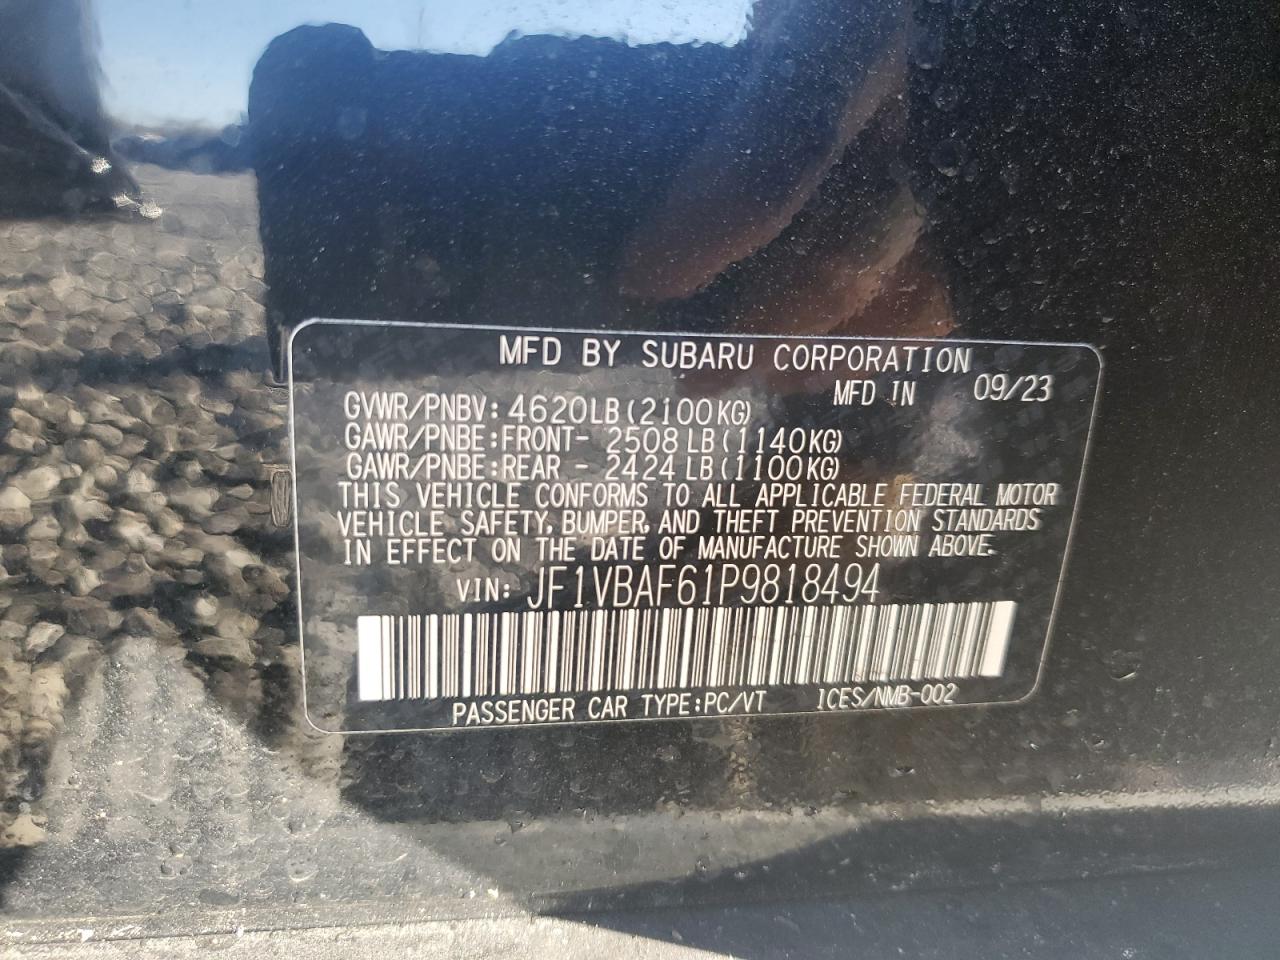 MFD BY SUBARU CORPORATION
MFD IN 09/23
GVWR/PNBV: 4620LB(2100KG)
GAWR/PNBE:FRONT- 2508 LB(1140KG)
GAWR/PNBE:REAR - 2424 LB(1100KG)
THIS VEHICLE CONFORMS TO ALL APPLICABLE FEDERAL MOTOR
VEHICLE SAFETY, BUMPER, AND THEFT PREVENTION STANDARDS
IN EFFECT ON THE DATE OF MANUFACTURE SHOWN ABOVE.
VIN: JF1VBAF61P9818494
PASSENGER CAR TYPE:PC/VT ICES/NMB-002